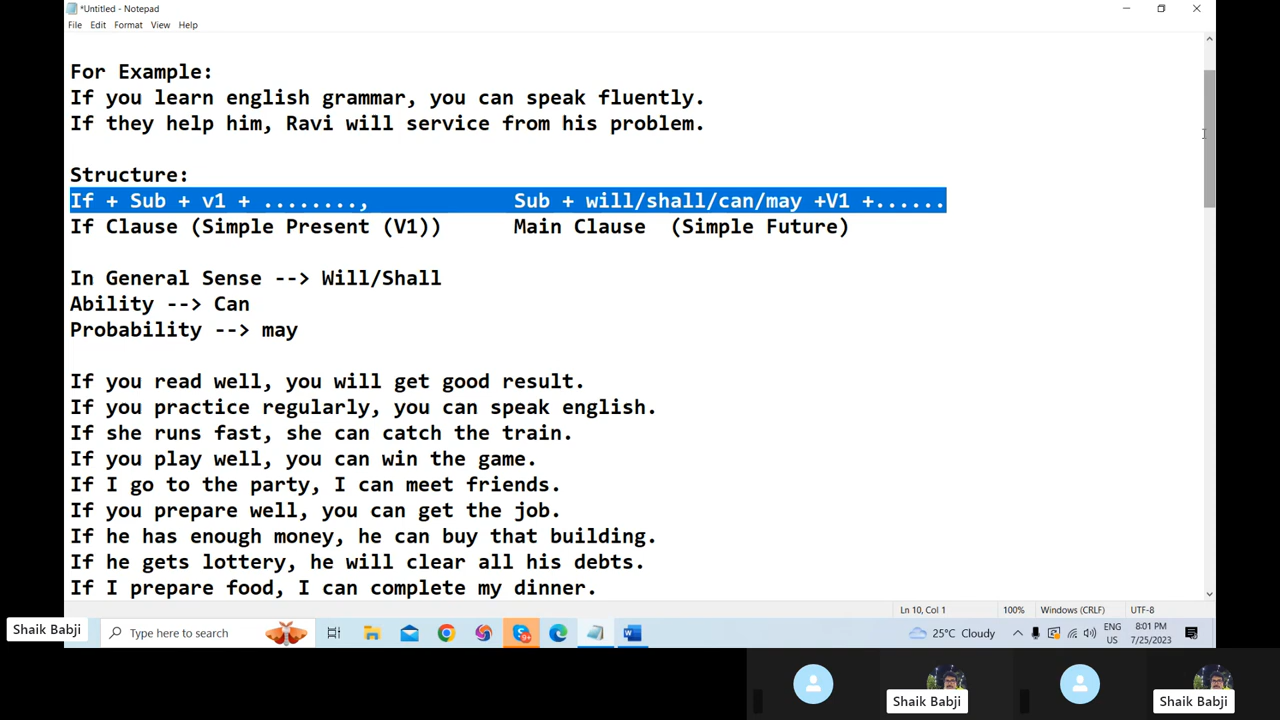 *Untitled - Notepad
File Edit Format View Help
For Example:
If you learn english grammar, you can speak fluently.
If they help him, Ravi will service from his problem.
Structure:
If + Sub + v1 + ........, Sub + will/shall/can/may +V1 +......
If Clause (Simple Present (V1)) Main Clause (Simple Future)
In General Sense --> Will/Shall
Ability --> Can
Probability --> may
If you read well, you will get good result.
If you practice regularly, you can speak english.
If she runs fast, she can catch the train.
If you play well, you can win the game.
If I go to the party, I can meet friends.
If you prepare well, you can get the job.
If he has enough money, he can buy that building.
If he gets lottery, he will clear all his debts.
If I prepare food, I can complete my dinner.
Ln 10, Col 1 100% Windows (CRLF) UTF-8
Shaik Babji
Type here to search
25°C Cloudy
ENG
US
8:01 PM
7/25/2023
Shaik Babji
Shaik Babji